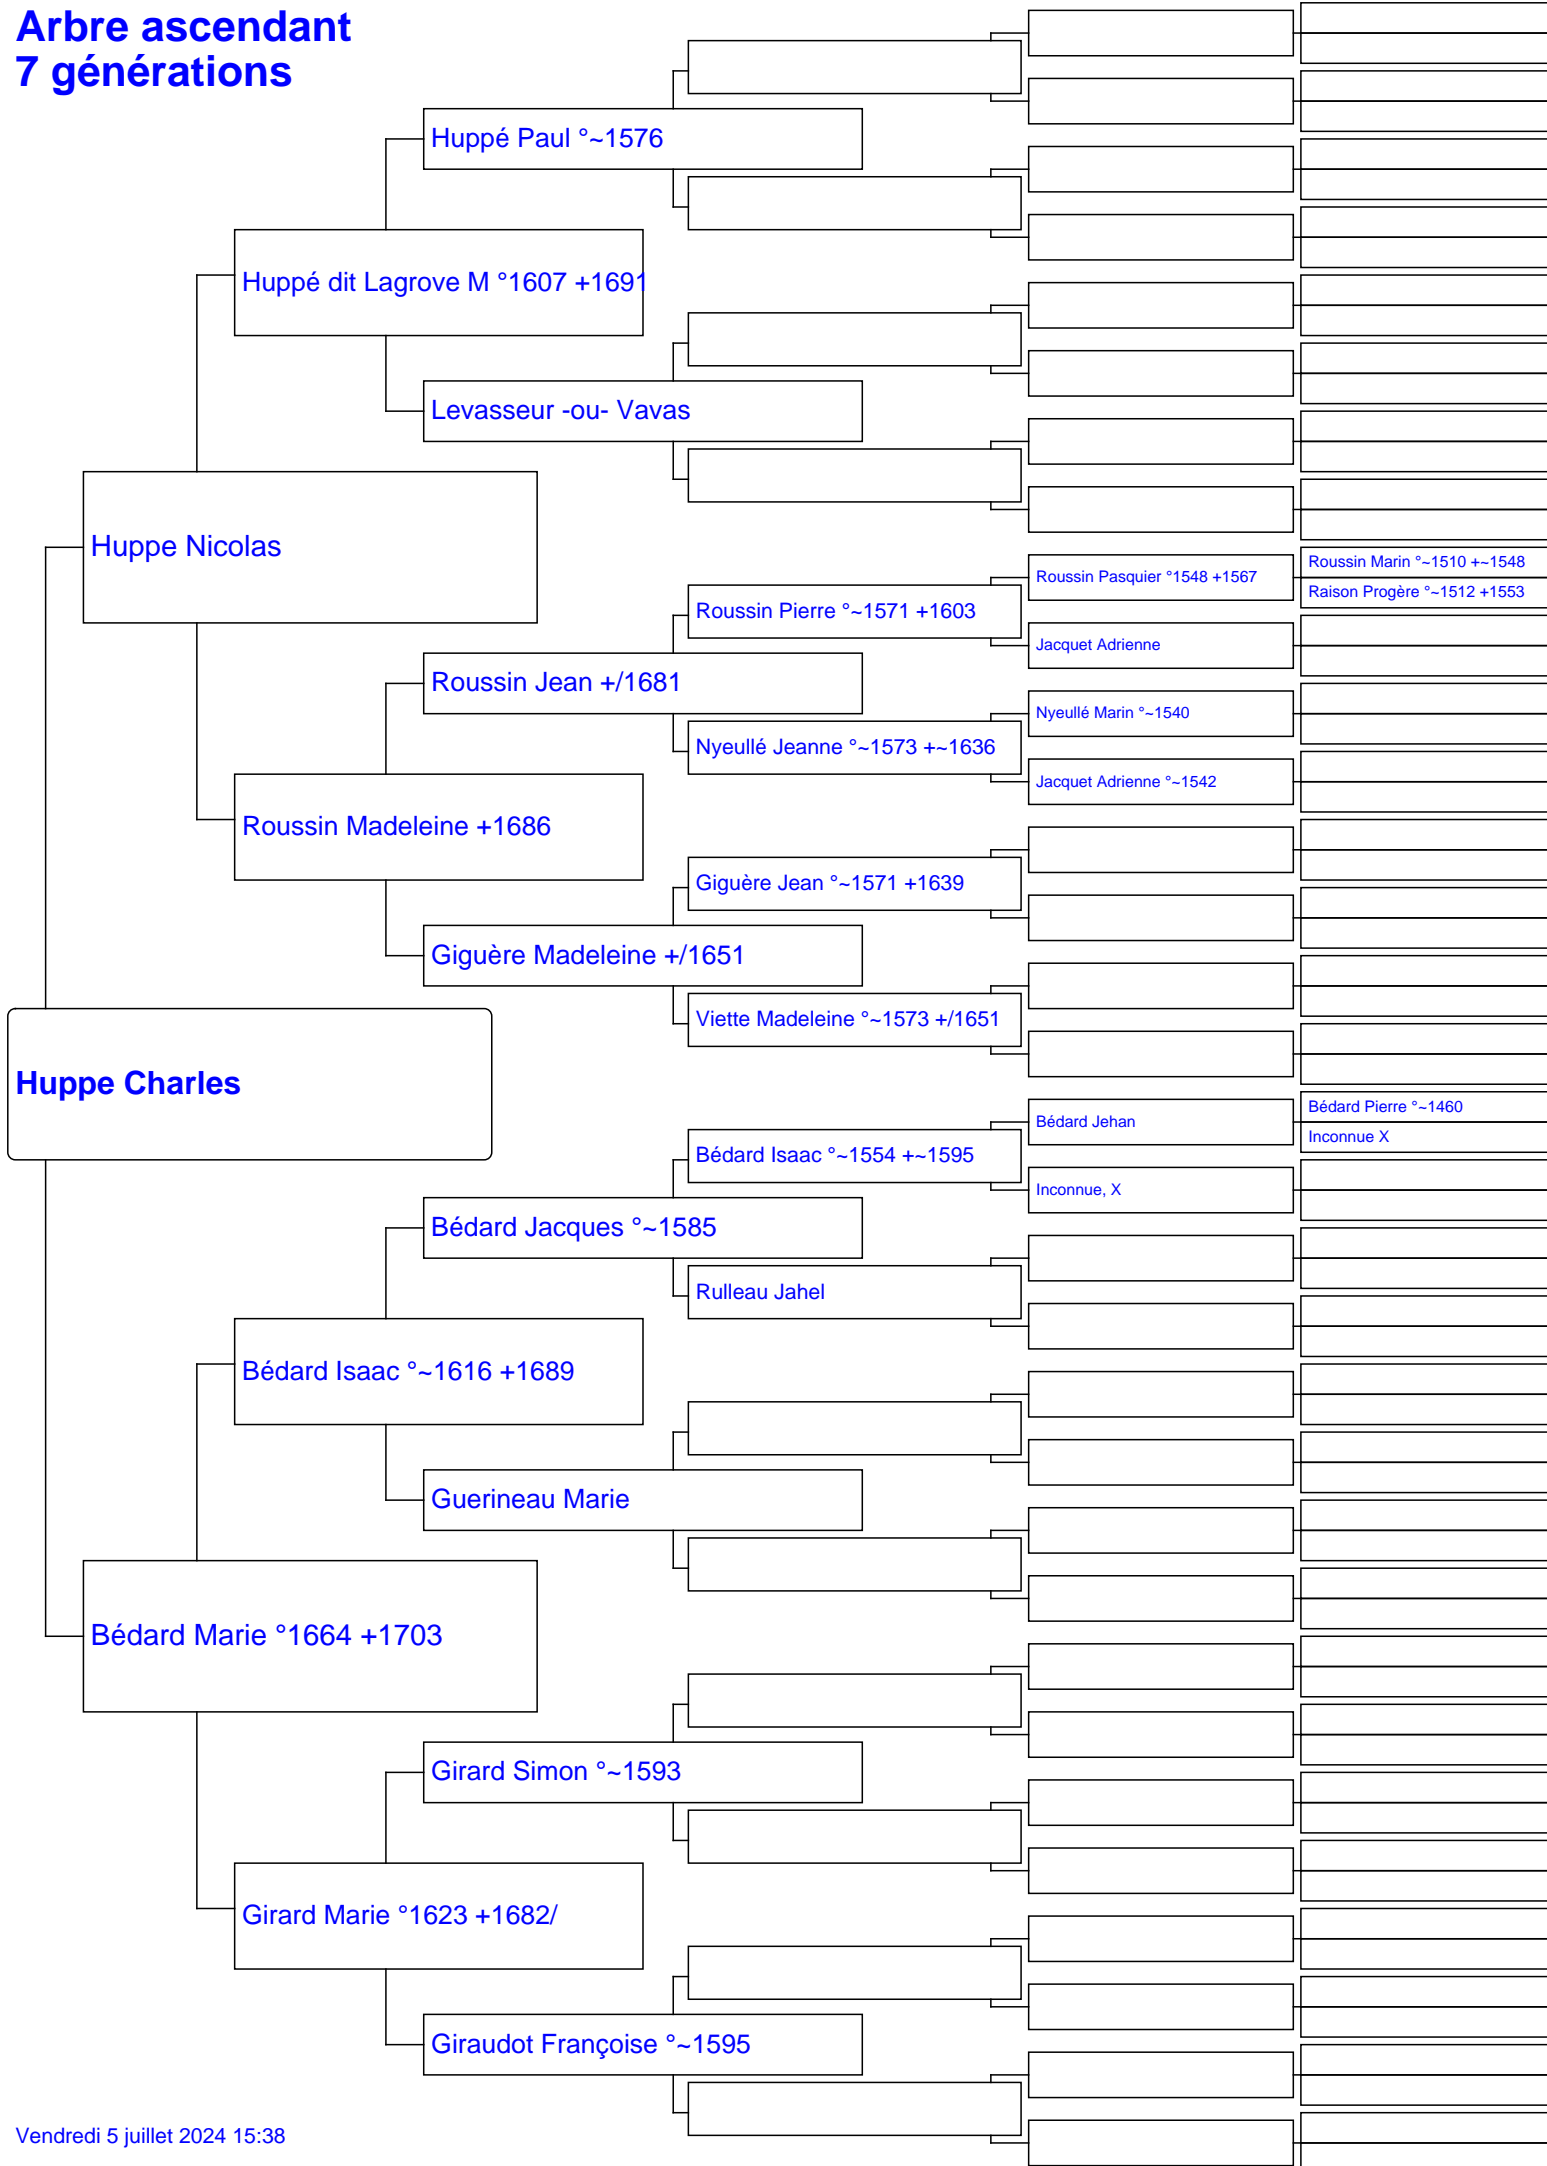 Arbre ascendant
7 générations
Huppé Paul °~1576
Huppé dit Lagrove M °1607 +1691
Levasseur -ou- Vavas
Huppe Nicolas
Roussin Marin °~1510 +~1548
Roussin Pasquier °1548 +1567
Raison Progère °~1512 +1553
Roussin Pierre °~1571 +1603
Jacquet Adrienne
Roussin Jean +/1681
Nyeullé Marin °~1540
Nyeullé Jeanne °~1573 +~1636
Jacquet Adrienne °~1542
Roussin Madeleine +1686
Giguère Jean °~1571 +1639
Giguère Madeleine +/1651
Viette Madeleine °~1573 +/1651
Huppe Charles
Bédard Pierre °~1460
Bédard Jehan
Inconnue X
Bédard Isaac °~1554 +~1595
Inconnue, X
Bédard Jacques °~1585
Rulleau Jahel
Bédard Isaac °~1616 +1689
Guerineau Marie
Bédard Marie °1664 +1703
Girard Simon °~1593
Girard Marie °1623 +1682/
Giraudot Françoise °~1595
Vendredi 5 juillet 2024 15:38